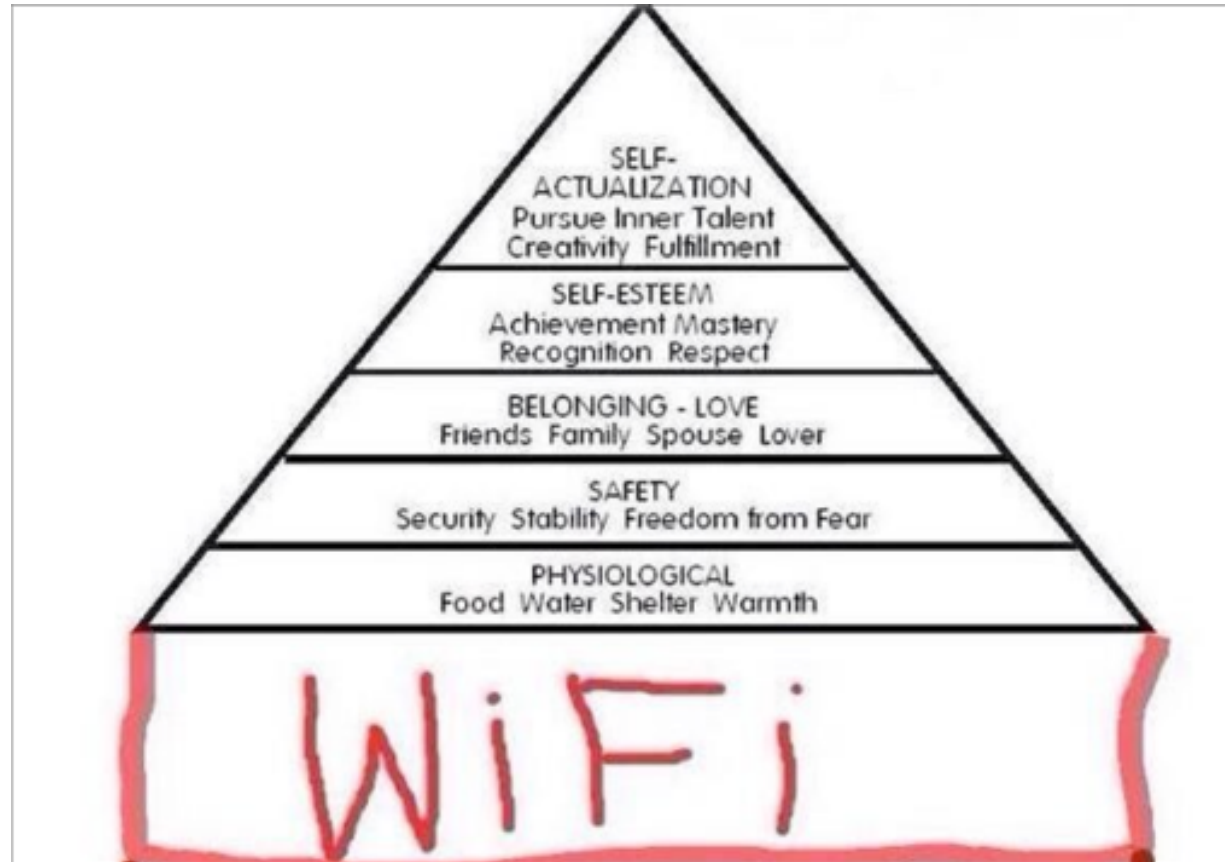 SELF-
ACTUALIZATION
Pursue Inner Talent
Creativity Fulfillment
SELF-ESTEEM
Achievement Mastery
Recognition Respect
BELONGING - LOVE
Friends Family Spouse Lover
SAFETY
Security Stability Freedom from Fear
PHYSIOLOGICAL
Food Water Shelter Warmth
WiFi